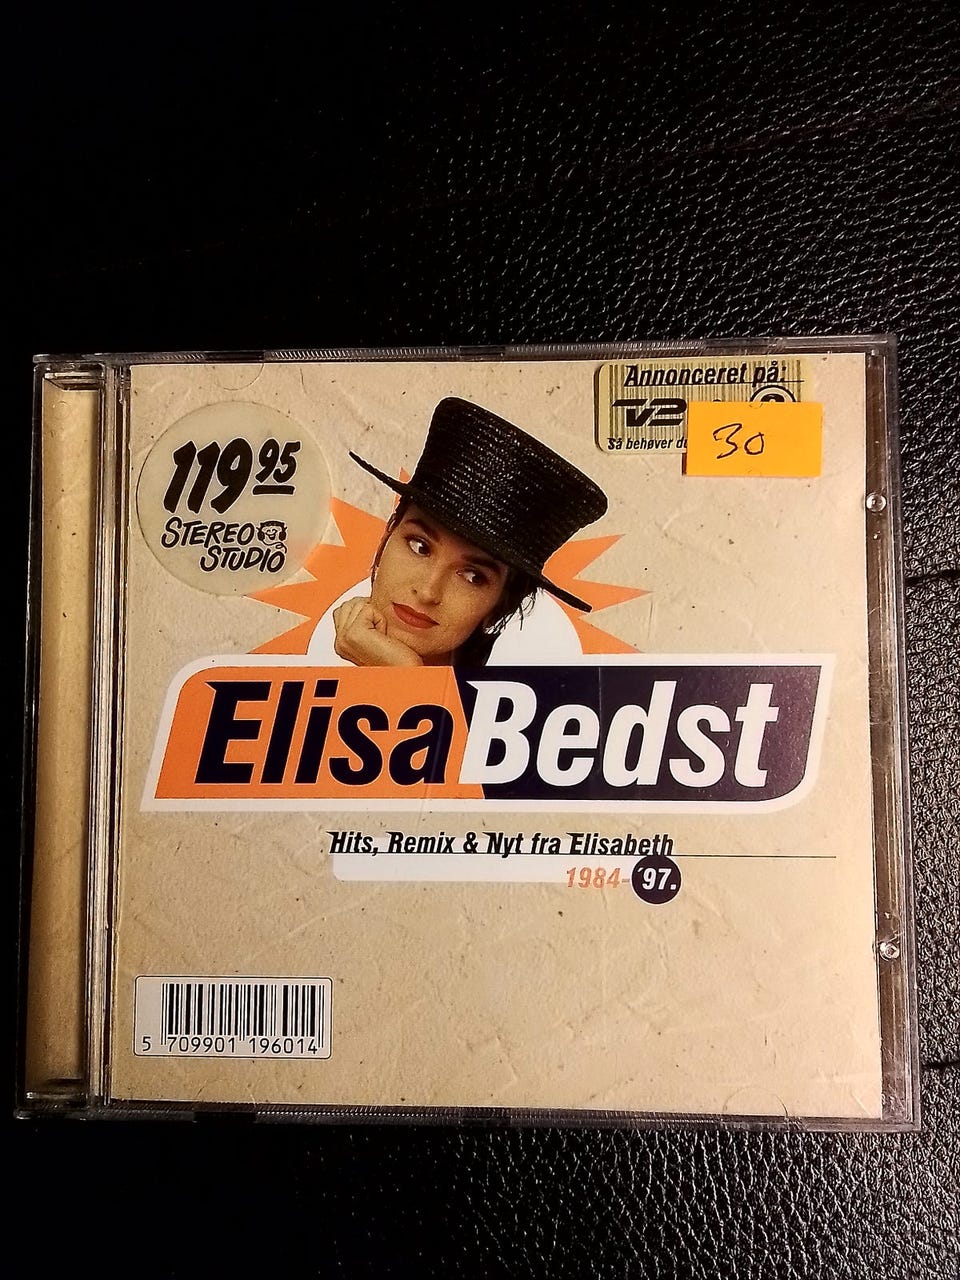 Annonceret på:
TV2
Så behøver du
30
119 95
STEREO
STUDIO
ElisaBedst
Hits, Remix & Nyt fra Elisabeth
1984-'97.
5 709901 196014